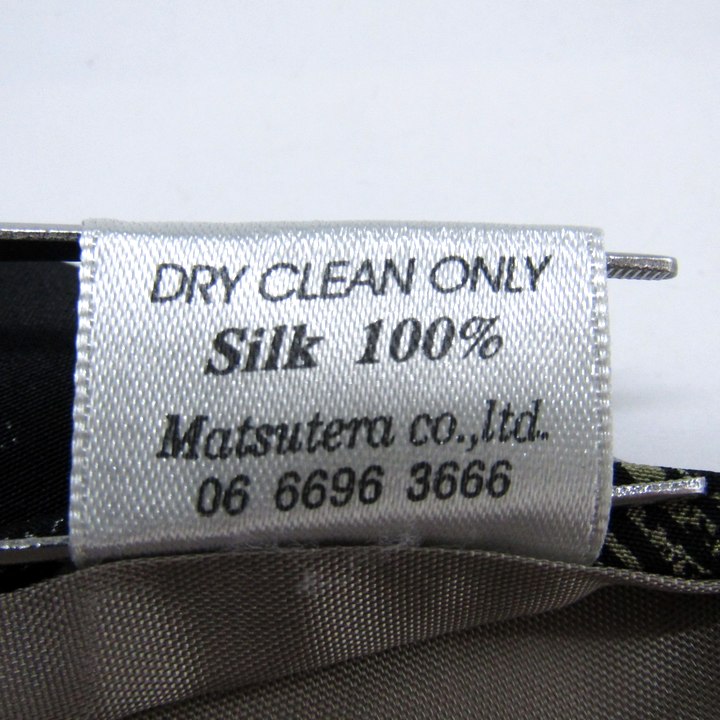 DRY CLEAN ONLY
Silk 100%
Matsutera co.,ltd.
06 6696 3666